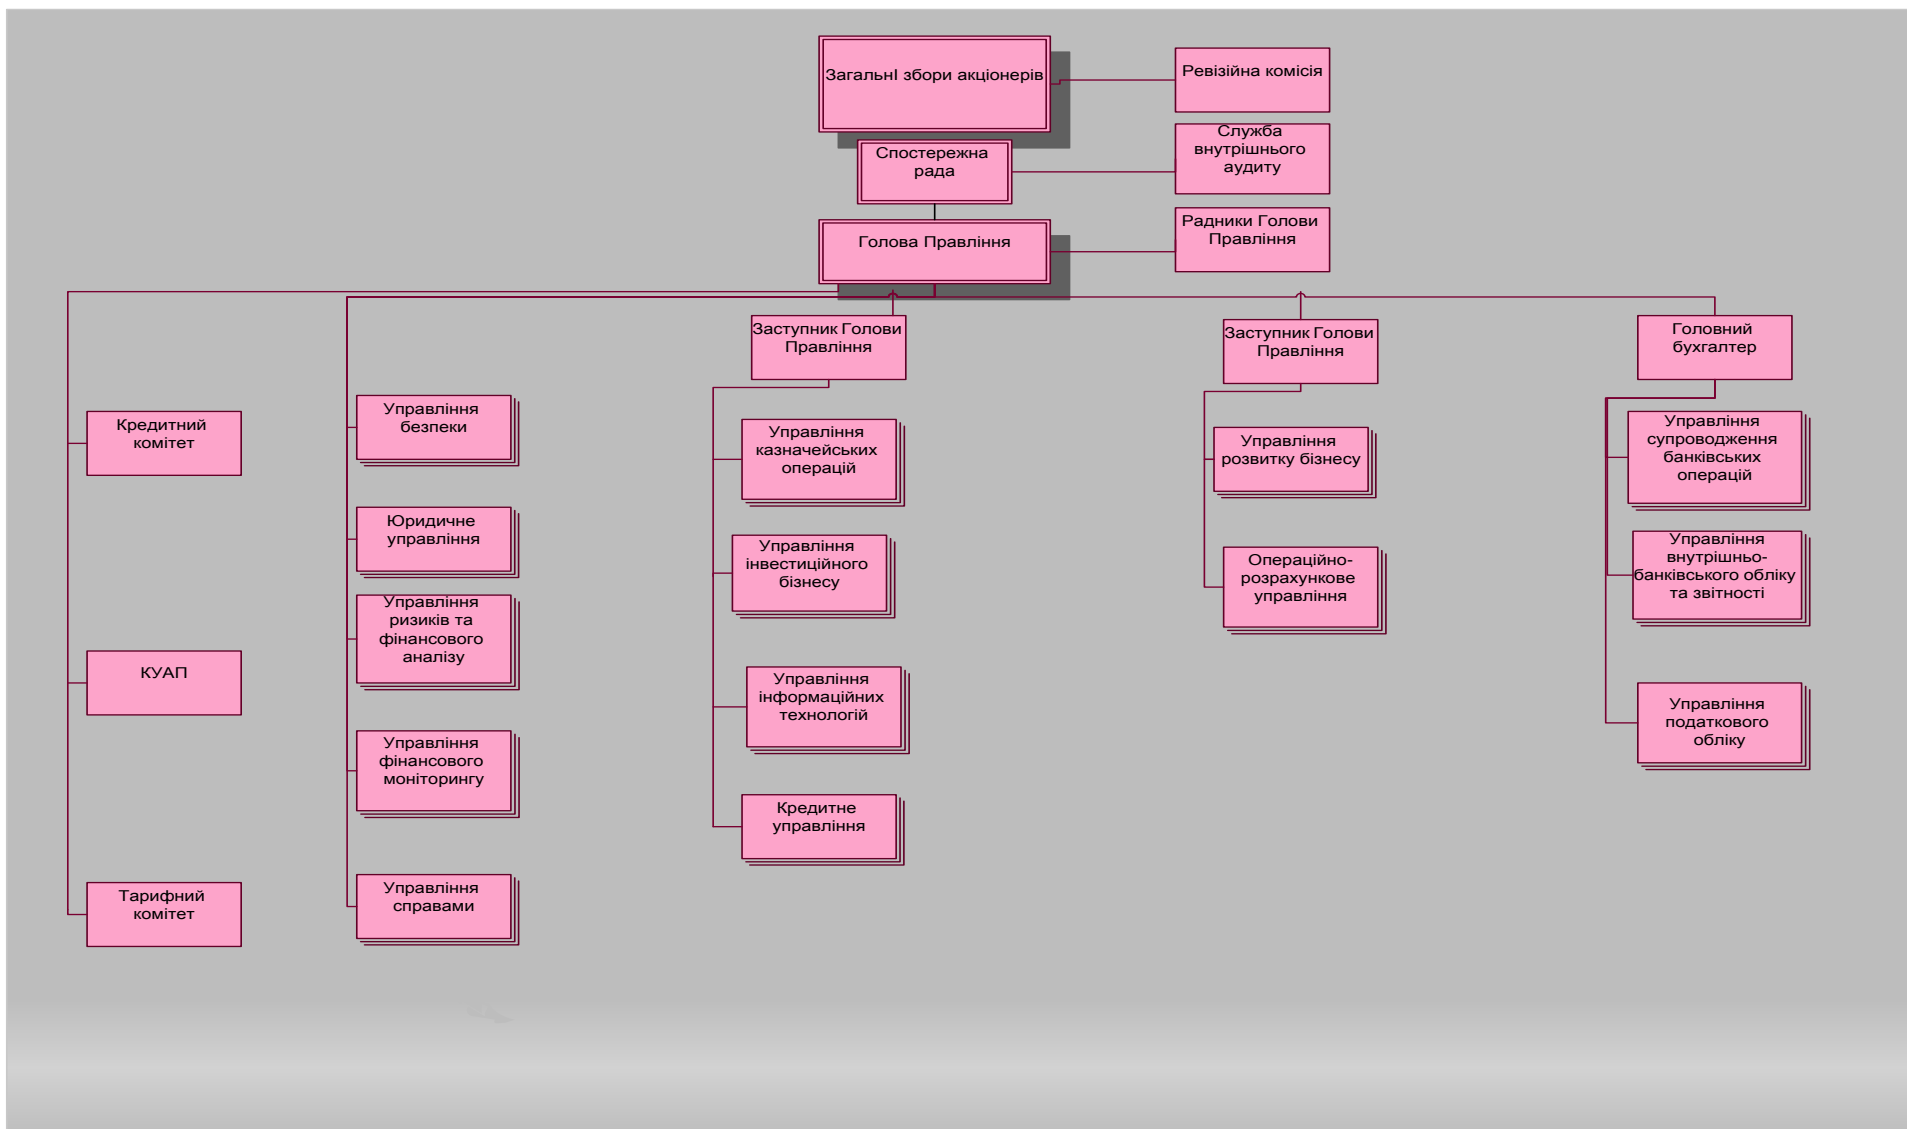 ЗагальнІ збори акціонерів
Ревізійна комісія
Служба
внутрішнього
аудиту
Спостережна
рада
Радники Голови
Правління
Голова Правління
Заступник Голови
Правління
Заступник Голови
Правління
Головний
бухгалтер
Кредитний
комітет
КУАП
Тарифний
комітет
Управління
безпеки
Юридичне
управління
Управління
ризиків та
фінансового
аналізу
Управління
фінансового
моніторингу
Управління
справами
Управління
казначейських
операцій
Управління
інвестиційного
бізнесу
Управління
інформаційних
технологій
Кредитне
управління
Управління
розвитку бізнесу
Операційно-
розрахункове
управління
Управління
супроводження
банківських
операцій
Управління
внутрішньо-
банківського обліку
та звітності
Управління
податкового
обліку